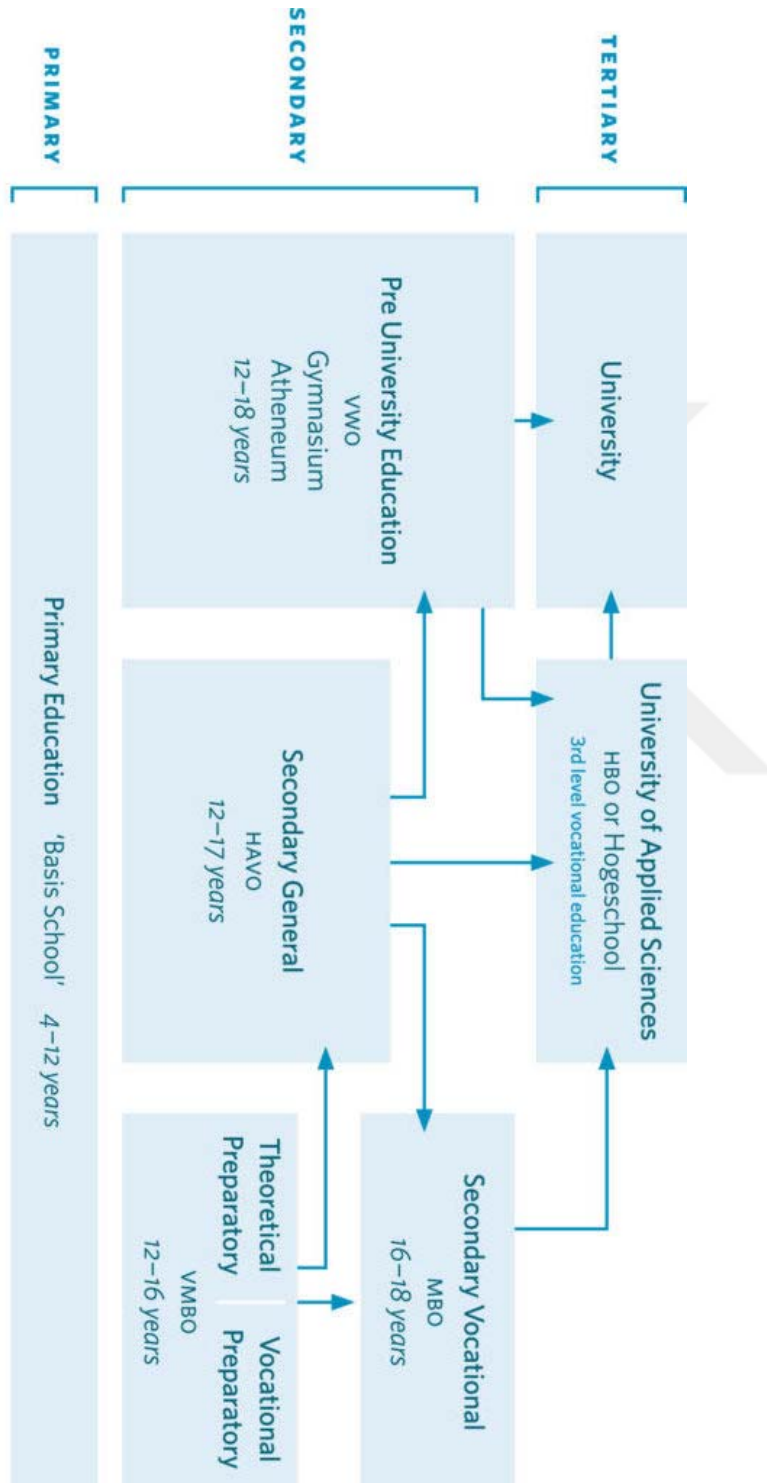 TERTIARY
University
University of Applied Sciences
HBO or Hogeschool
3rd level vocational education
SECONDARY
Pre University Education
VWO
Gymnasium
Atheneum
12–18 years
Secondary General
HAVO
12–17 years
Secondary Vocational
MBO
16–18 years
Theoretical
Preparatory
Vocational
Preparatory
VMBO
12–16 years
PRIMARY
Primary Education 'Basis School' 4–12 years